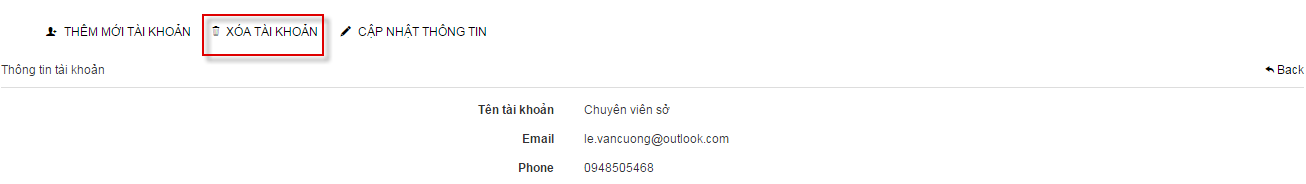 THÊM MỚI TÀI KHOẢN XÓA TÀI KHOẢN CẬP NHẬT THÔNG TIN
Thông tin tài khoản Back
Tên tài khoản Chuyên viên sở
Email le.vancuong@outlook.com
Phone 0948505468